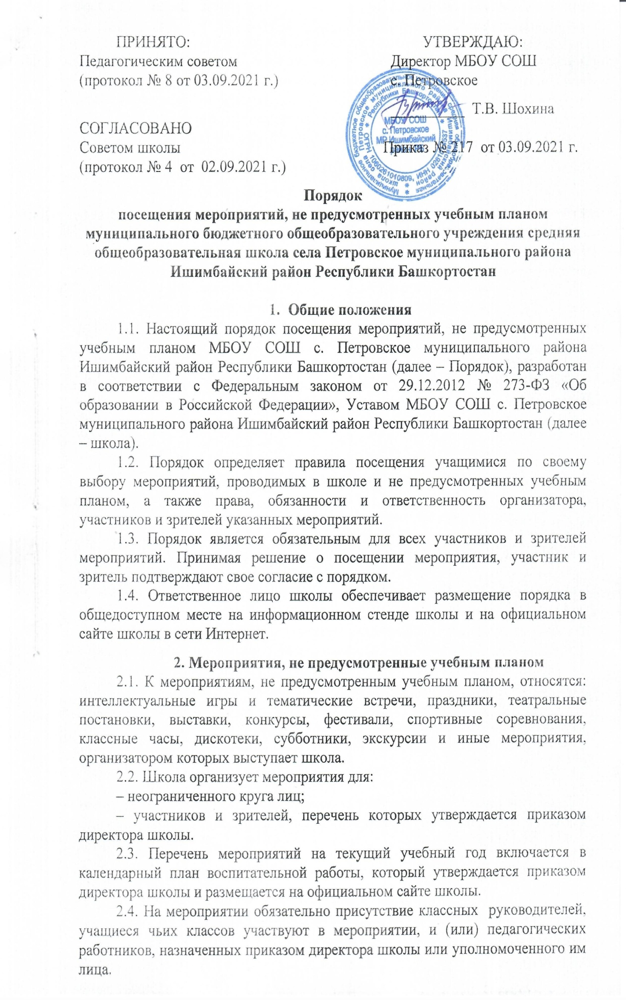 ПРИНЯТО:
Педагогическим советом
(протокол № 8 от 03.09.2021 г.)
СОГЛАСОВАНО
Советом школы
(протокол № 4 от 02.09.2021 г.)
УТВЕРЖДАЮ:
Директор МБОУ СОШ
с. Петровское
Т.В. Шохина
Приказ № 217 от 03.09.2021 г.
МБОУ СОШ
с. Петровское
МР Ишимбайский
Порядок
посещения мероприятий, не предусмотренных учебным планом
муниципального бюджетного общеобразовательного учреждения средняя
общеобразовательная школа села Петровское муниципального района
Ишимбайский район Республики Башкортостан
1. Общие положения
1.1. Настоящий порядок посещения мероприятий, не предусмотренных
учебным планом МБОУ СОШ с. Петровское муниципального района
Ишимбайский район Республики Башкортостан (далее – Порядок), разработан
в соответствии с Федеральным законом от 29.12.2012 № 273-ФЗ «Об
образовании в Российской Федерации», Уставом МБОУ СОШ с. Петровское
муниципального района Ишимбайский район Республики Башкортостан (далее
– школа).
1.2. Порядок определяет правила посещения учащимися по своему
выбору мероприятий, проводимых в школе и не предусмотренных учебным
планом, а также права, обязанности и ответственность организатора,
участников и зрителей указанных мероприятий.
1.3. Порядок является обязательным для всех участников и зрителей
мероприятий. Принимая решение о посещении мероприятия, участник и
зритель подтверждают свое согласие с порядком.
1.4. Ответственное лицо школы обеспечивает размещение порядка в
общедоступном месте на информационном стенде школы и на официальном
сайте школы в сети Интернет.
2. Мероприятия, не предусмотренные учебным планом
2.1. К мероприятиям, не предусмотренным учебным планом, относятся:
интеллектуальные игры и тематические встречи, праздники, театральные
постановки, выставки, конкурсы, фестивали, спортивные соревнования,
классные часы, дискотеки, субботники, экскурсии и иные мероприятия,
организатором которых выступает школа.
2.2. Школа организует мероприятия для:
– неограниченного круга лиц;
– участников и зрителей, перечень которых утверждается приказом
директора школы.
2.3. Перечень мероприятий на текущий учебный год включается в
календарный план воспитательной работы, который утверждается приказом
директора школы и размещается на официальном сайте школы.
2.4. На мероприятии обязательно присутствие классных руководителей,
учащиеся чьих классов участвуют в мероприятии, и (или) педагогических
работников, назначенных приказом директора школы или уполномоченного им
лица.